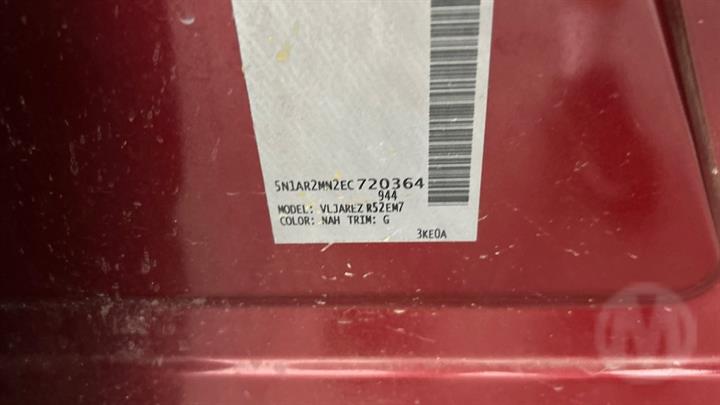 5N1AR2MN2EC720364
944
MODEL: VLJAREZ R52EM7
COLOR: NAH TRIM: G
3KE0A
M